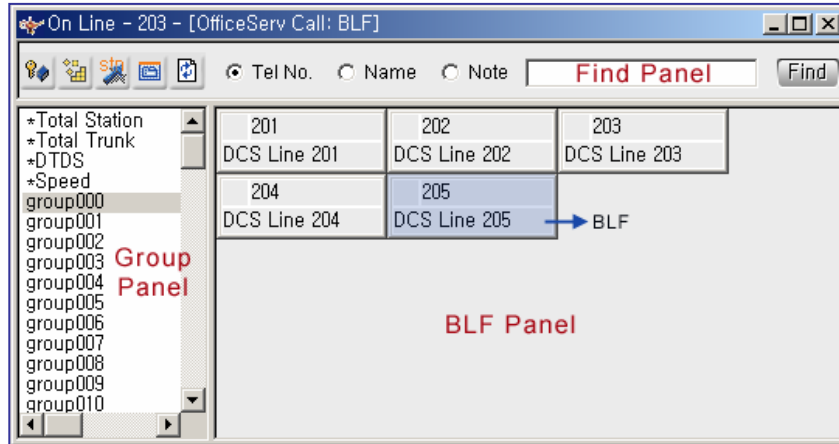 On Line - 203 - [OfficeServ Call: BLF]
Tel No. Name Note Find Panel Find
*Total Station
*Total Trunk
*DTDS
*Speed
group000
group001
group002
group003
group004
group005
group006
group007
group008
group009
group010
Group
Panel
201
DCS Line 201
202
DCS Line 202
203
DCS Line 203
204
DCS Line 204
205
DCS Line 205
BLF
BLF Panel